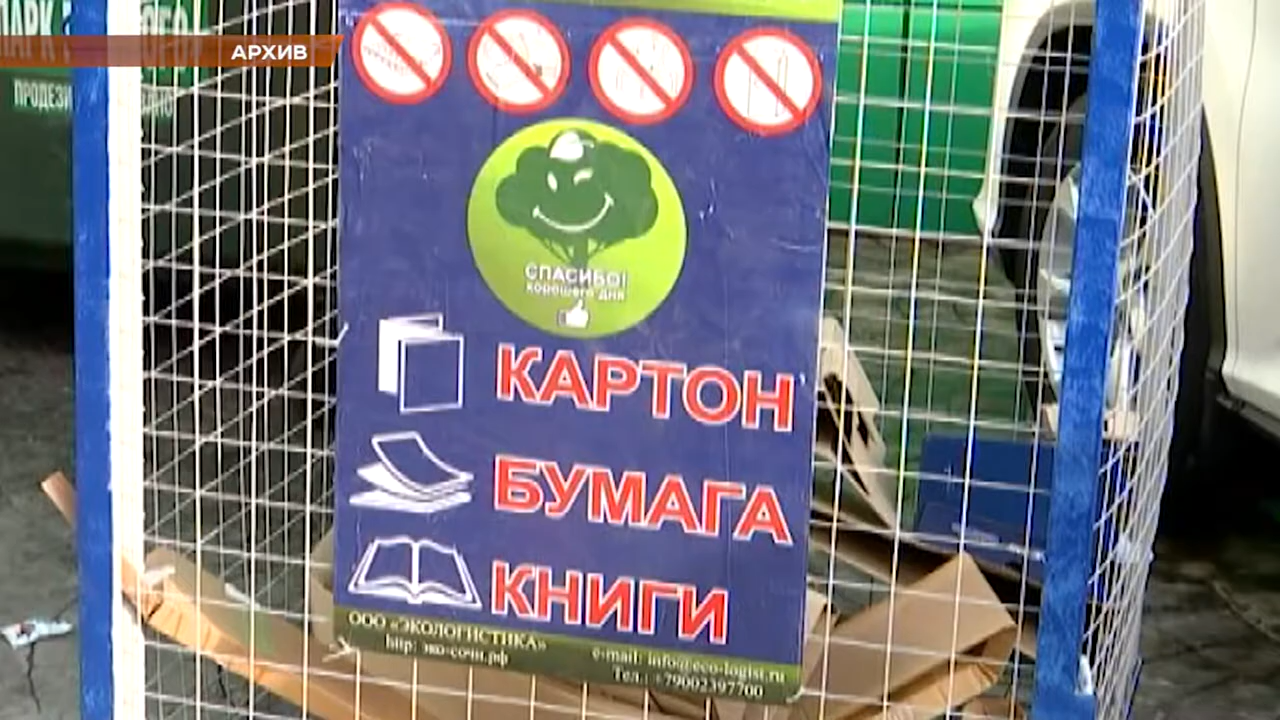 АРХИВ
СПАСИБО!
хорошего дня
КАРТОН
БУМАГА
КНИГИ
ООО «ЭКОЛОГИСТИКА»
http: эко-сочи.рф
e-mail: info@eco-logist.ru
Тел.: +79002397700